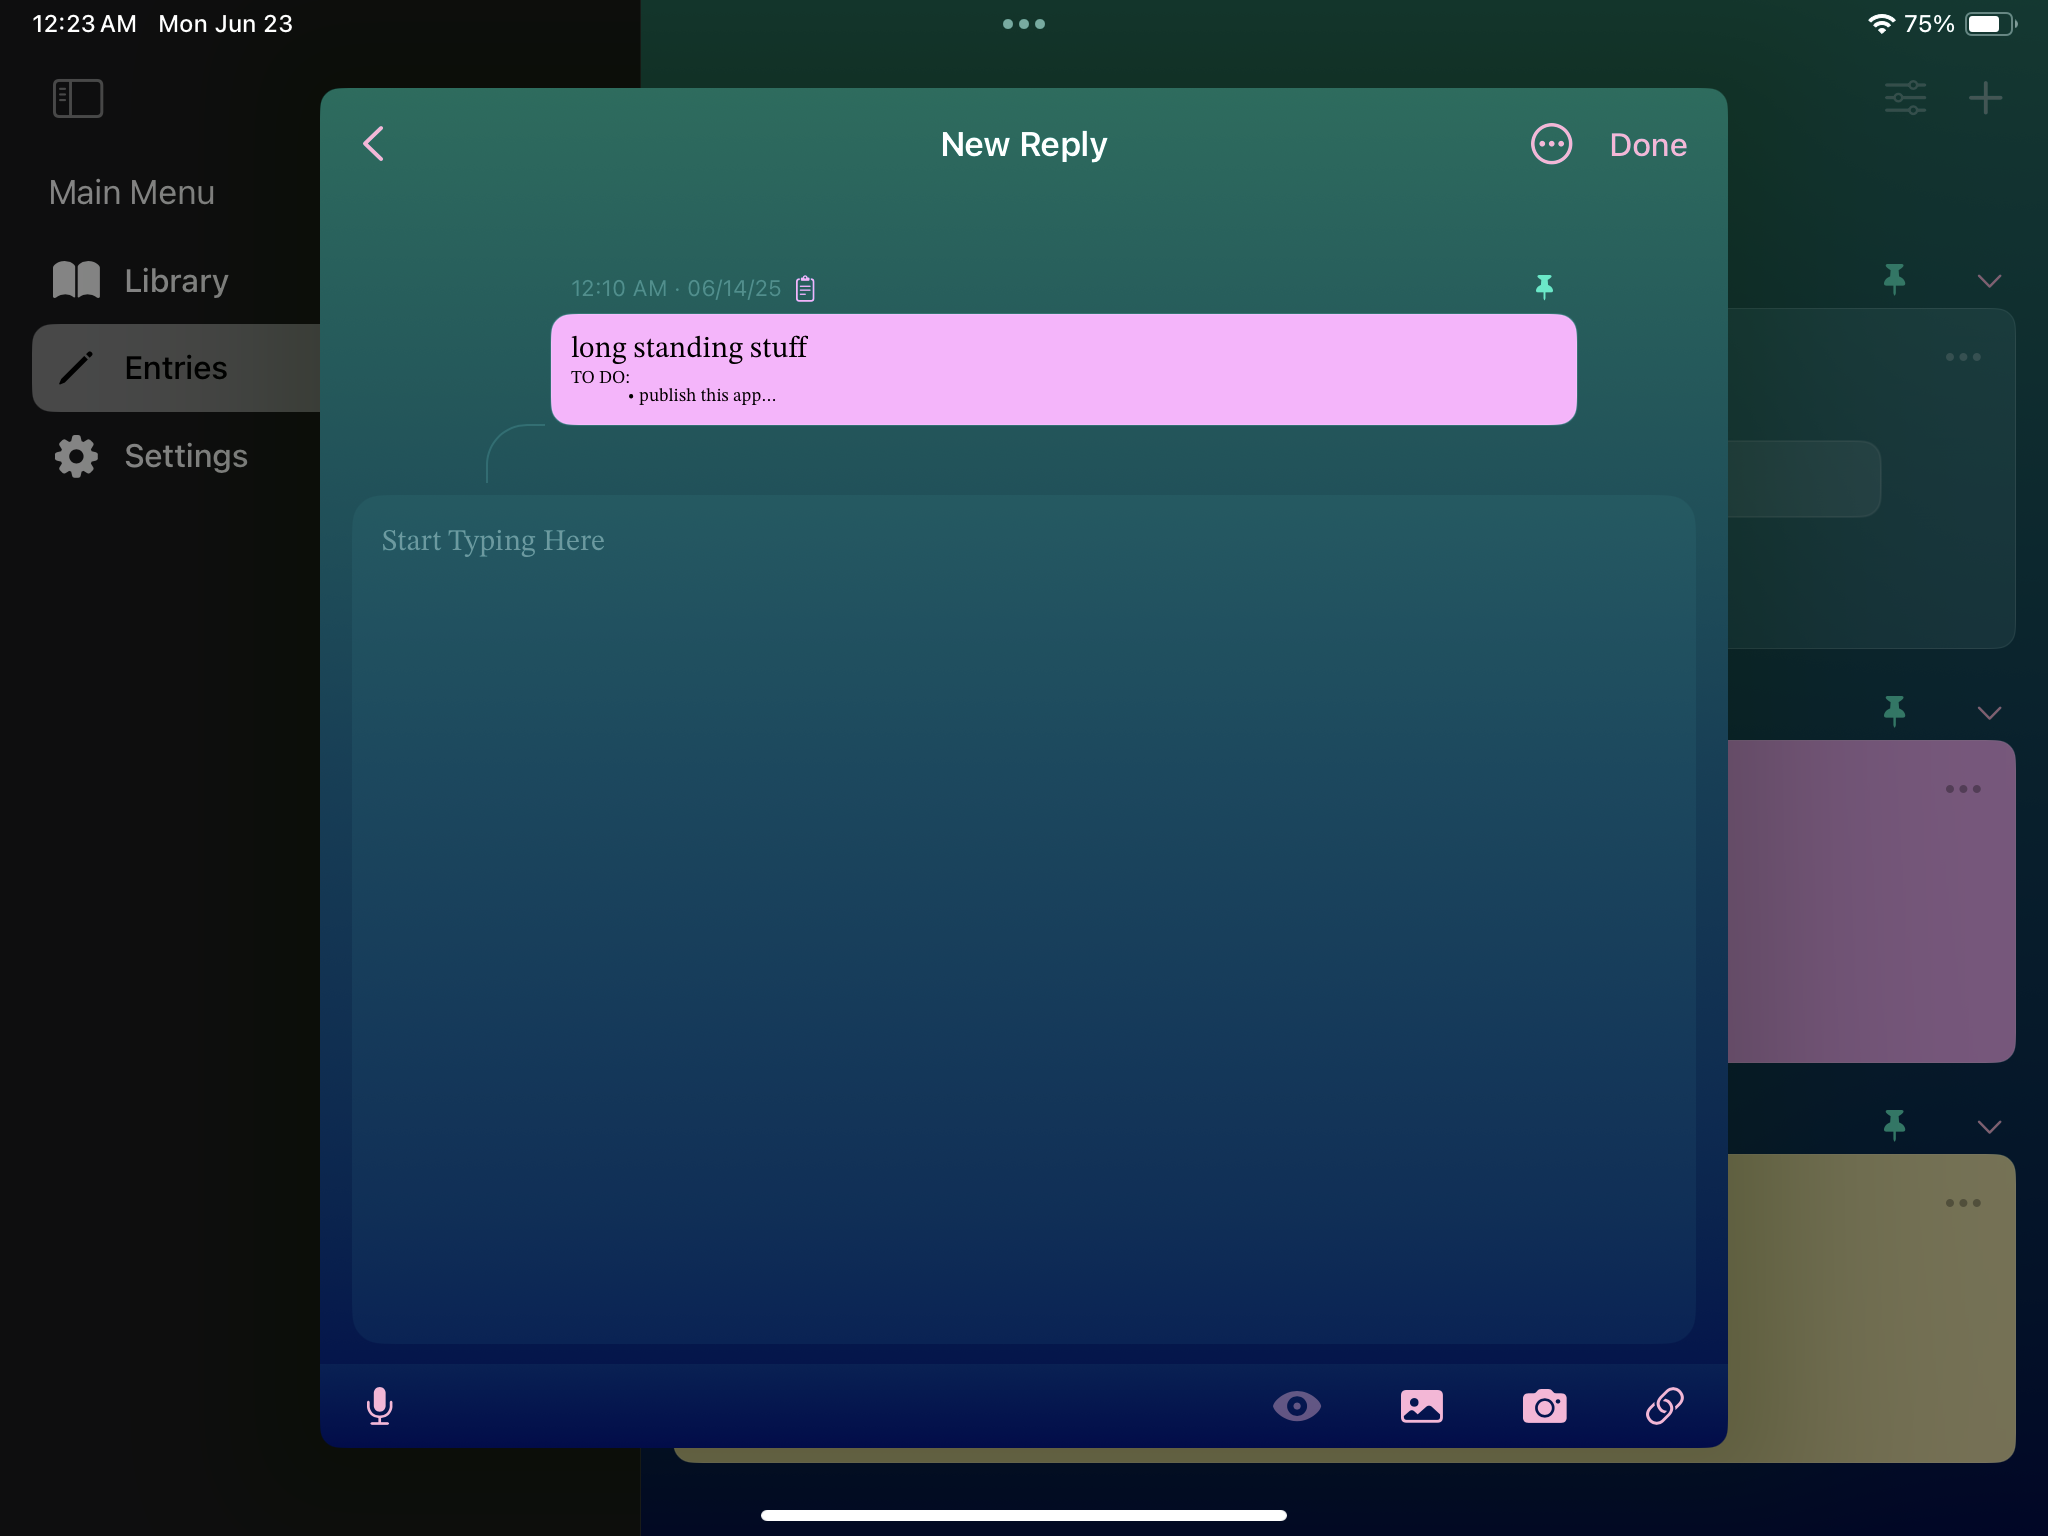 12:23 AM Mon Jun 23
75%
Main Menu
Library
Entries
Settings
New Reply
Done
12:10 AM · 06/14/25
long standing stuff
TO DO:
• publish this app...
Start Typing Here